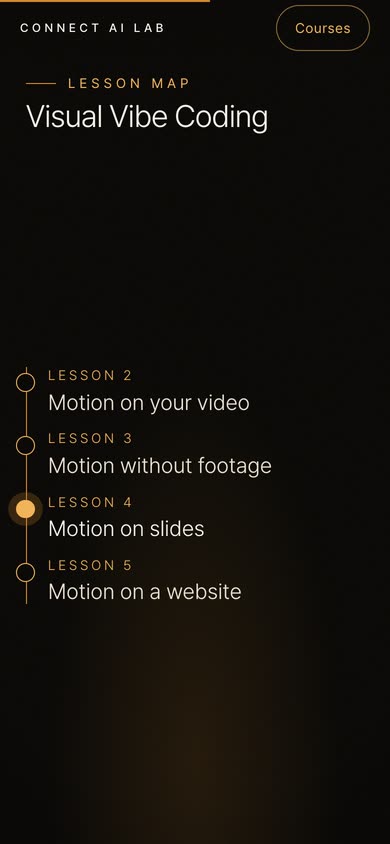 CONNECT AI LAB
Courses
LESSON MAP
Visual Vibe Coding
LESSON 2
Motion on your video
LESSON 3
Motion without footage
LESSON 4
Motion on slides
LESSON 5
Motion on a website